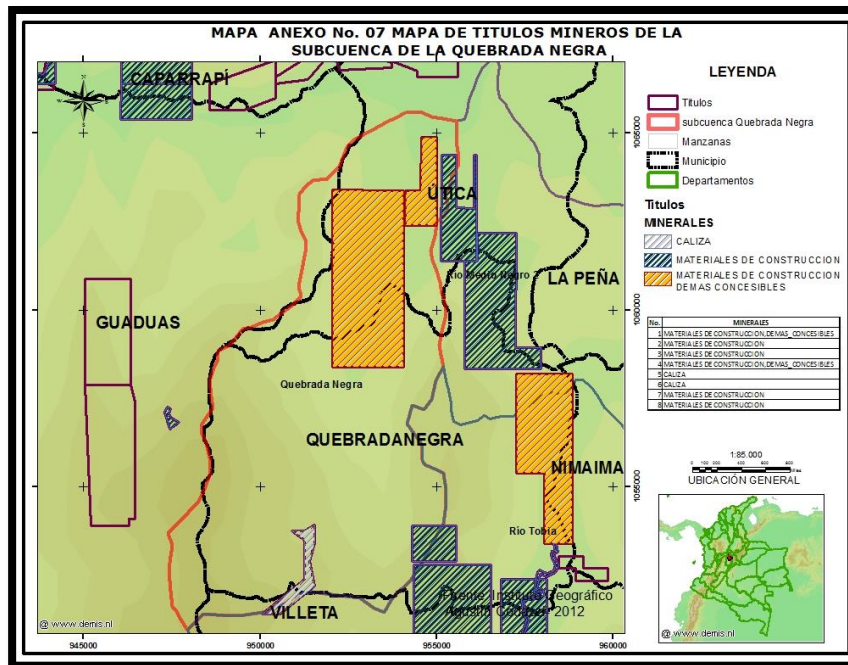 MAPA ANEXO No. 07 MAPA DE TITULOS MINEROS DE LA
SUBCUENCA DE LA QUEBRADA NEGRA
CAPARRAPÍ
ÚTICA
Río Medio Negro
LA PEÑA
GUADUAS
Quebrada Negra
QUEBRADANEGRA
NIMAIMA
Río Tobia
VILLETA
Fuente: Instituto Geográfico
Agustín Codazzi. 2012
@ www.demis.nl
945000
950000
955000
960000
1065000
1060000
1055000
LEYENDA
Titulos
subcuenca Quebrada Negra
Manzanas
Municipio
Departamentos
Titulos
MINERALES
CALIZA
MATERIALES DE CONSTRUCCION
MATERIALES DE CONSTRUCCION
DEMAS CONCESIBLES
No. MINERALES
1 MATERIALES DE CONSTRUCCION,DEMAS_CONCESIBLES
2 MATERIALES DE CONSTRUCCION
3 MATERIALES DE CONSTRUCCION
4 MATERIALES DE CONSTRUCCION,DEMAS_CONCESIBLES
5 CALIZA
6 CALIZA
7 MATERIALES DE CONSTRUCCION
8 MATERIALES DE CONSTRUCCION
1:85.000
UBICACIÓN GENERAL
@ www.demis.nl